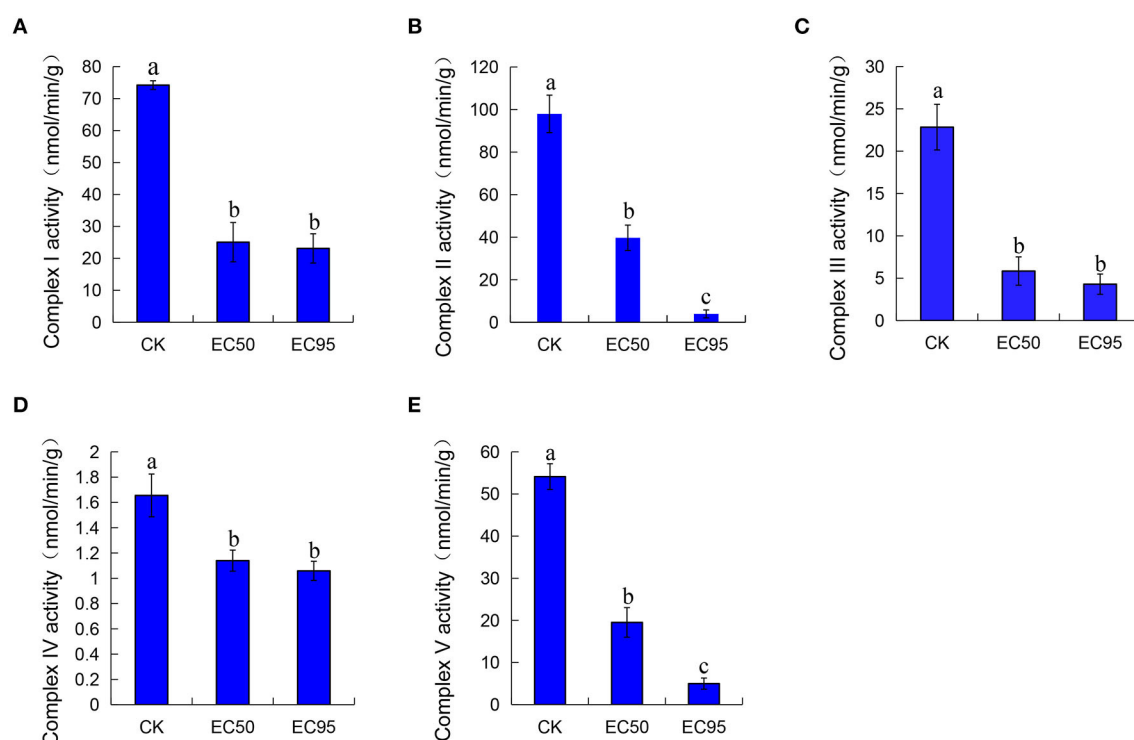 A
Complex I activity（nmol/min/g）
80
70
60
50
40
30
20
10
0
a
b
b
CK
EC50
EC95
B
Complex II activity（nmol/min/g）
120
100
80
60
40
20
0
a
b
c
CK
EC50
EC95
C
Complex III activity（nmol/min/g）
30
25
20
15
10
5
0
a
b
b
CK
EC50
EC95
D
Complex IV activity（nmol/min/g）
2
1.8
1.6
1.4
1.2
1
0.8
0.6
0.4
0.2
0
a
b
b
CK
EC50
EC95
E
Complex V activity（nmol/min/g）
60
50
40
30
20
10
0
a
b
c
CK
EC50
EC95